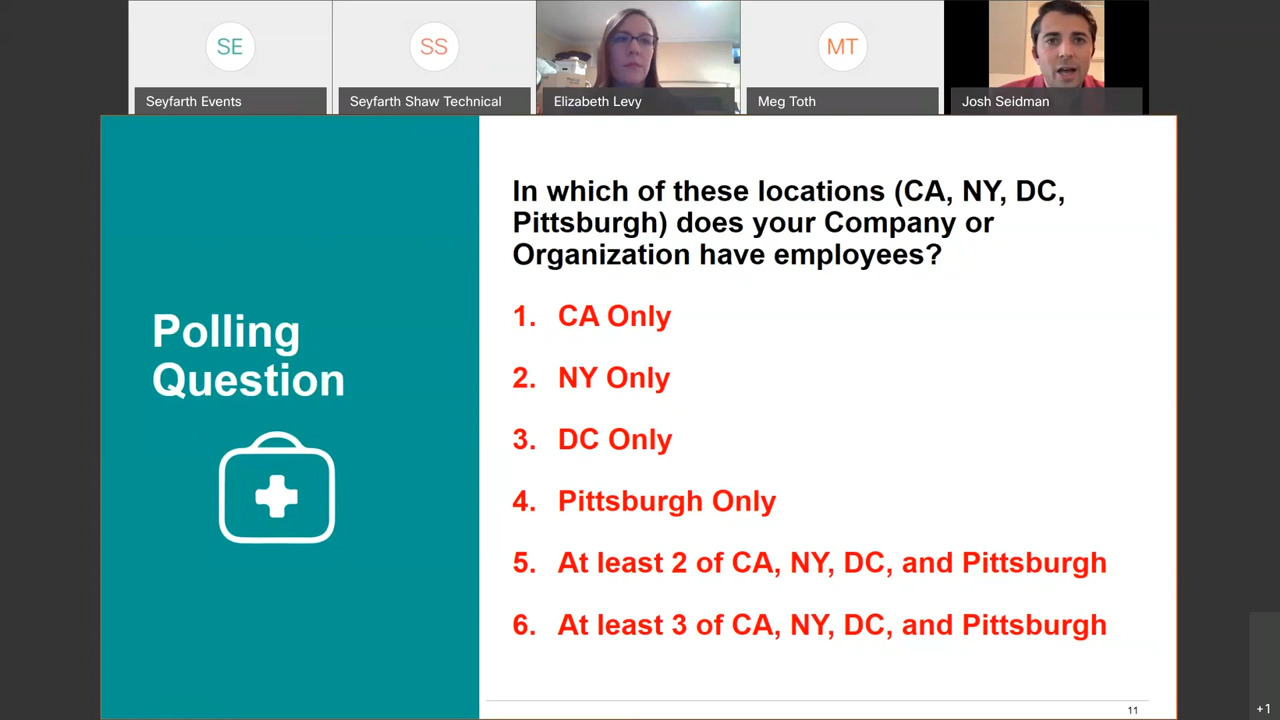 SE
SS
MT
Seyfarth Events
Seyfarth Shaw Technical
Elizabeth Levy
Meg Toth
Josh Seidman
Polling
Question
In which of these locations (CA, NY, DC,
Pittsburgh) does your Company or
Organization have employees?
1. CA Only
2. NY Only
3. DC Only
4. Pittsburgh Only
5. At least 2 of CA, NY, DC, and Pittsburgh
6. At least 3 of CA, NY, DC, and Pittsburgh
11
+1